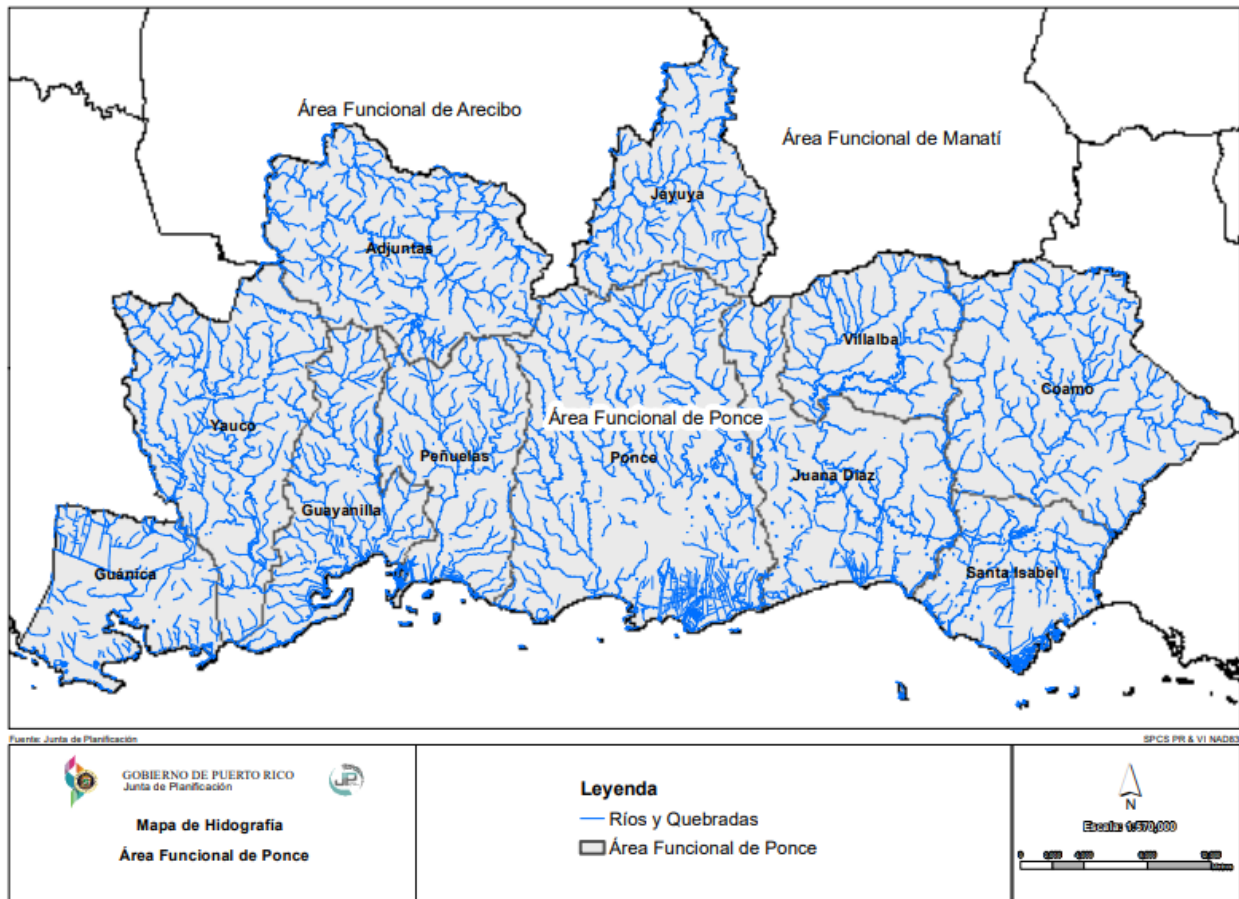 Área Funcional de Arecibo
Área Funcional de Manatí
Jayuya
Adjuntas
Villalba
Coamo
Área Funcional de Ponce
Yauco
Peñuelas
Ponce
Juana Díaz
Guayanilla
Guánica
Santa Isabel
Fuente: Junta de Planificación
SPCS PR & VI NAD83
GOBIERNO DE PUERTO RICO
Junta de Planificación
JP
Mapa de Hidografía
Área Funcional de Ponce
Leyenda
Ríos y Quebradas
Área Funcional de Ponce
N
Escala: 1:570,000
0